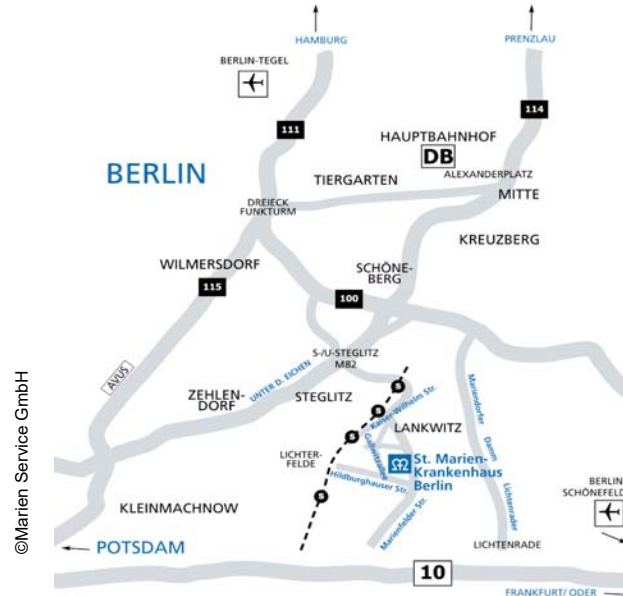 HAMBURG
PRENZLAU
BERLIN-TEGEL
114
111
HAUPTBAHNHOF
DB
BERLIN
TIERGARTEN
ALEXANDERPLATZ
MITTE
DREIECK
FUNKTURM
KREUZBERG
WILMERSDORF
SCHÖNE-
BERG
115
100
AVUS
S-/U-STEGLITZ
M82
UNTER D. EICHEN
ZEHLEN-
DORF
STEGLITZ
S
S
S
S
Kaiser-Wilhelm Str.
LANKWITZ
Gallwitzallee
Mariendorfer
Damm
Lichtenrader
LICHTER-
FELDE
Hildburghauser Str.
St. Marien-
Krankenhaus
Berlin
Marienfelder Str.
KLEINMACHNOW
BERLIN
SCHÖNEFELD
POTSDAM
LICHTENRADE
10
FRANKFURT/ ODER
©Marien Service GmbH